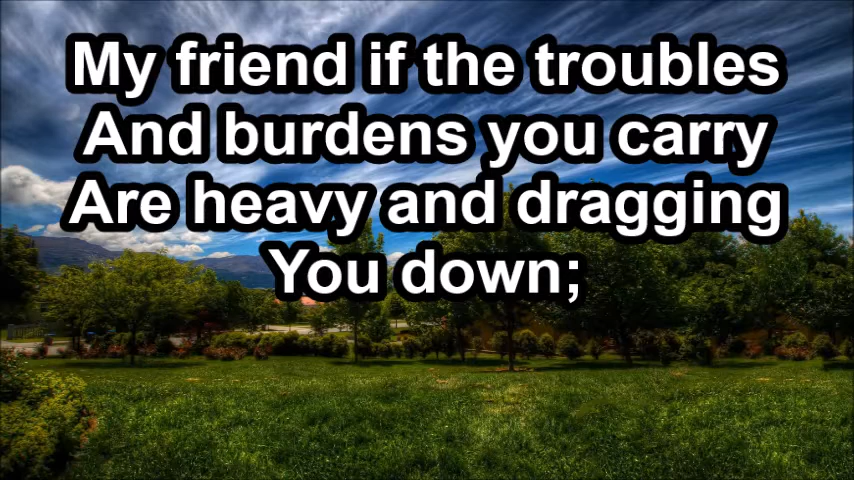 My friend if the troubles
And burdens you carry
Are heavy and dragging
You down;